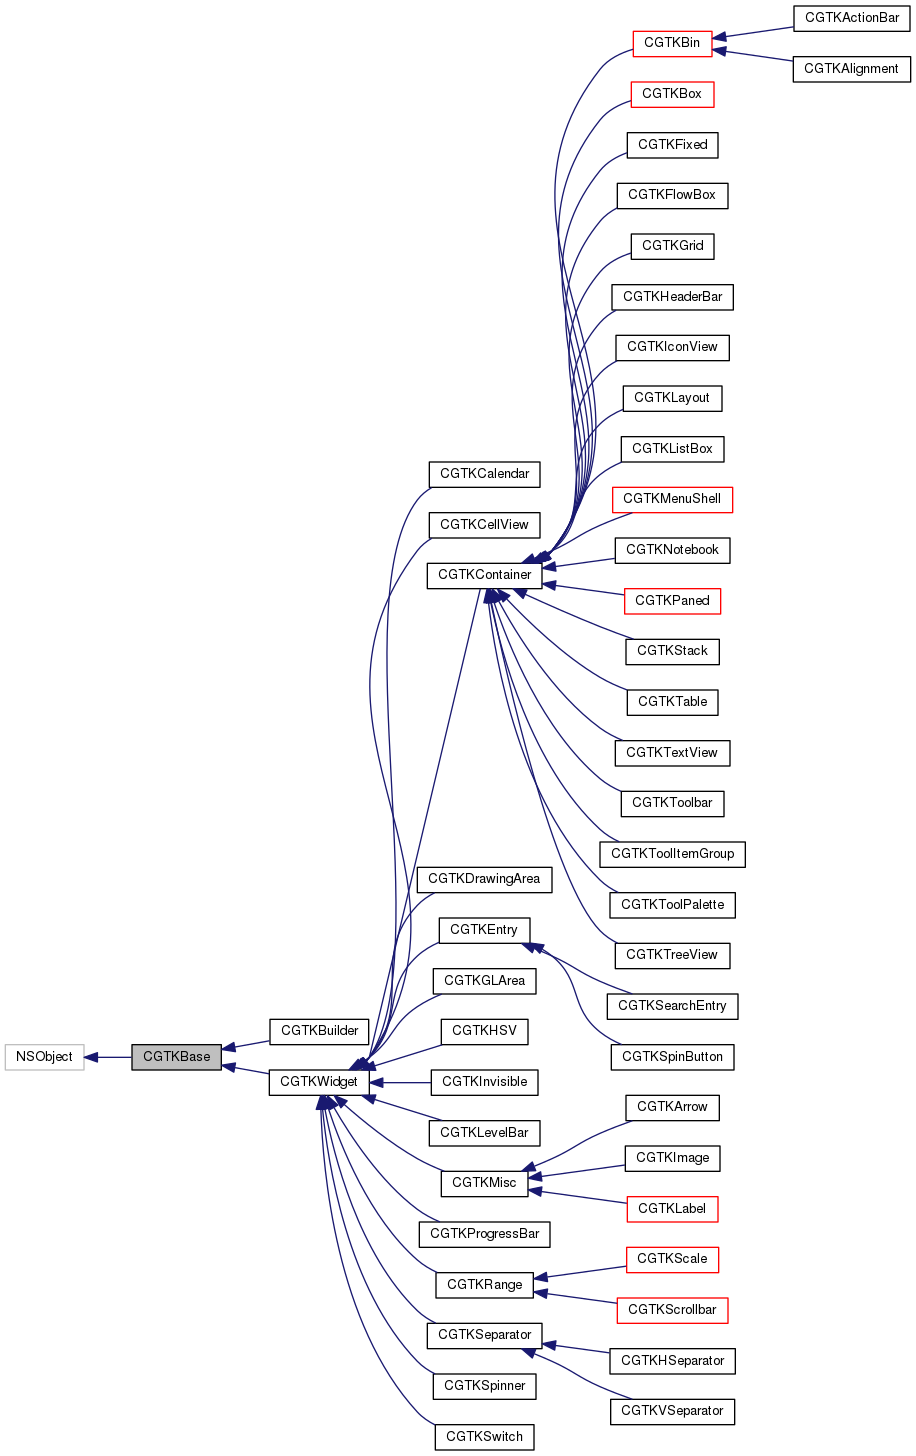 CGTKActionBar
CGTKBin
CGTKAlignment
CGTKBox
CGTKFixed
CGTKFlowBox
CGTKGrid
CGTKHeaderBar
CGTKIconView
CGTKLayout
CGTKListBox
CGTKCalendar
CGTKMenuShell
CGTKCellView
CGTKNotebook
CGTKContainer
CGTKPaned
CGTKStack
CGTKTable
CGTKTextView
CGTKToolbar
CGTKToolItemGroup
CGTKDrawingArea
CGTKToolPalette
CGTKEntry
CGTKTreeView
CGTKGLArea
CGTKSearchEntry
CGTKBuilder
CGTKHSV
NSObject
CGTKBase
CGTKSpinButton
CGTKWidget
CGTKInvisible
CGTKArrow
CGTKLevelBar
CGTKImage
CGTKMisc
CGTKLabel
CGTKProgressBar
CGTKScale
CGTKRange
CGTKScrollbar
CGTKSeparator
CGTKHSeparator
CGTKSpinner
CGTKVSeparator
CGTKSwitch